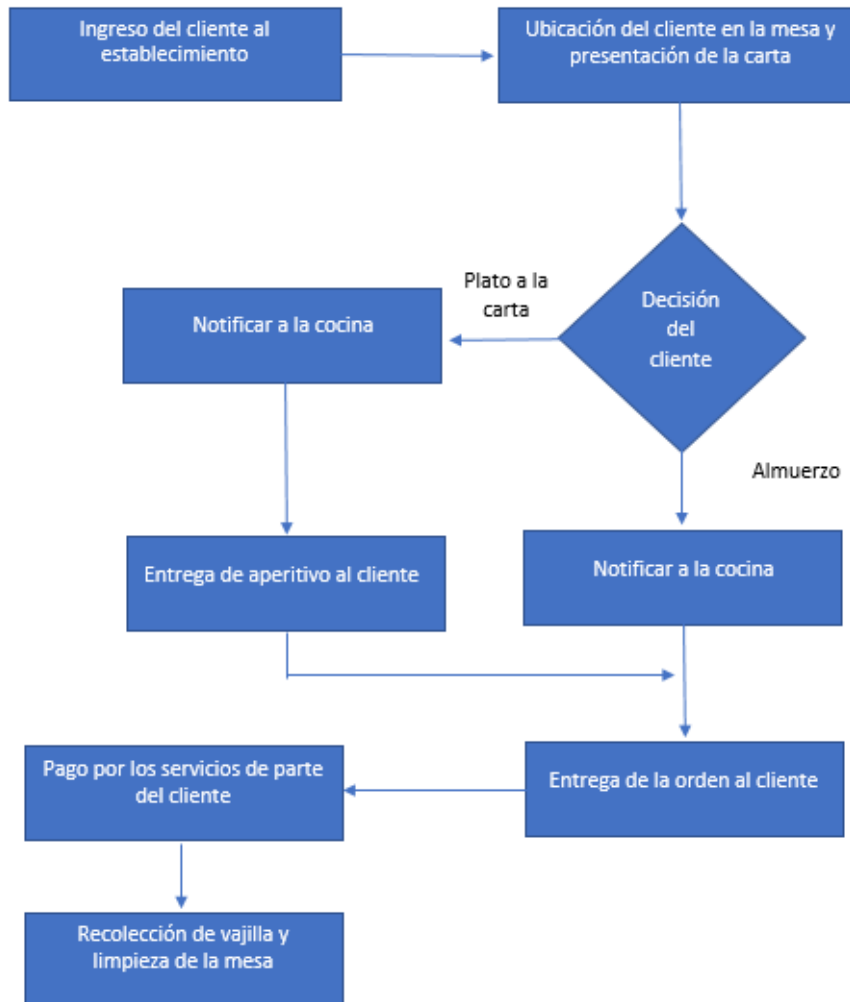 Ingreso del cliente al
establecimiento
Ubicación del cliente en la mesa y
presentación de la carta
Decisión
del
cliente
Plato a la
carta
Notificar a la cocina
Almuerzo
Entrega de aperitivo al cliente
Notificar a la cocina
Entrega de la orden al cliente
Pago por los servicios de parte
del cliente
Recolección de vajilla y
limpieza de la mesa